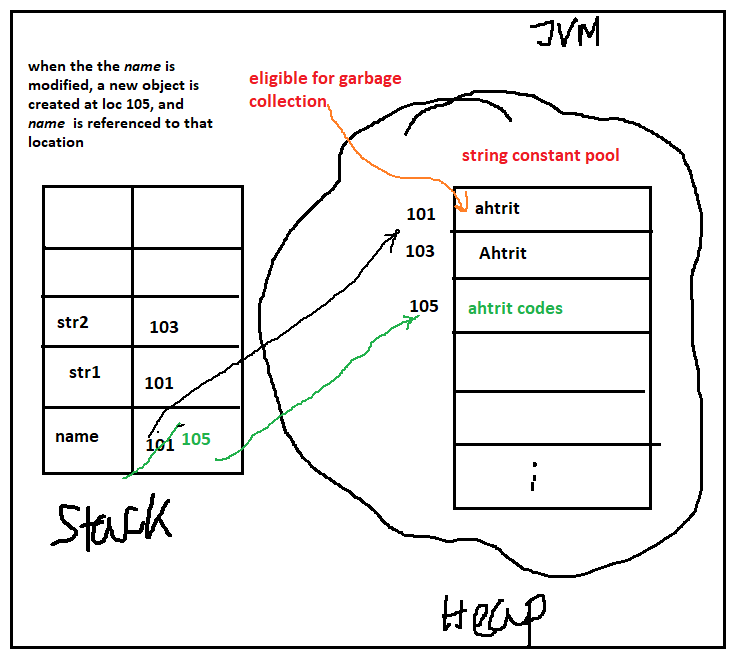 JVM
when the the name is
modified, a new object is
created at loc 105, and
name is referenced to that
location
eligible for garbage
collection
string constant pool
101 ahtrit
103 Ahtrit
105 ahtrit codes
str2 103
str1 101
name 101 105
Stack
Heap